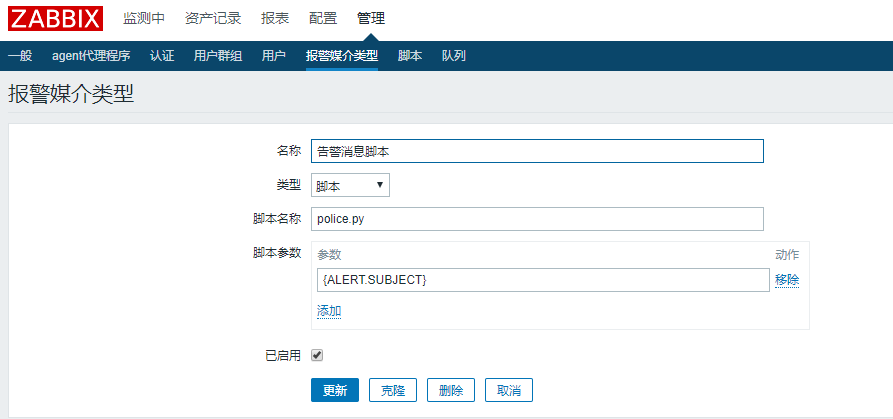 ZABBIX 监测中 资产记录 报表 配置 管理
一般 agent代理程序 认证 用户群组 用户 报警媒介类型 脚本 队列
报警媒介类型
名称 告警消息脚本
类型 脚本
脚本名称 police.py
脚本参数 参数 动作
{ALERT.SUBJECT} 移除
添加
已启用
更新 克隆 删除 取消